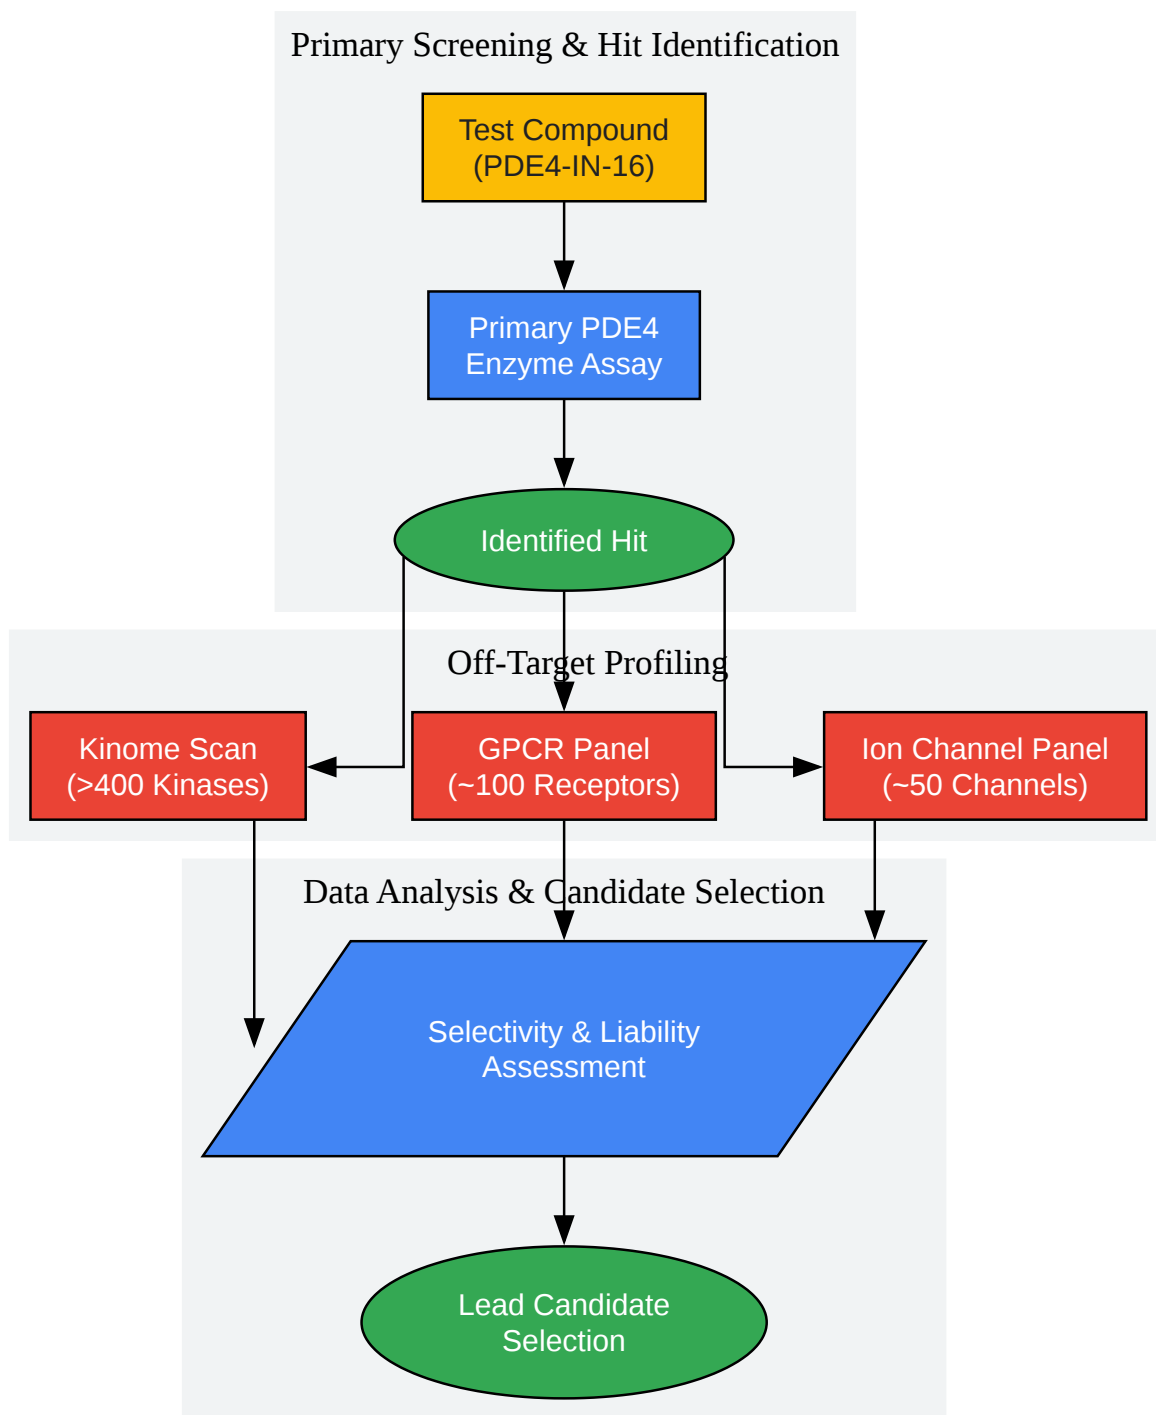 Primary Screening & Hit Identification
Test Compound
(PDE4-IN-16)
Primary PDE4
Enzyme Assay
Identified Hit
Off-Target Profiling
Kinome Scan
(>400 Kinases)
GPCR Panel
(~100 Receptors)
Ion Channel Panel
(~50 Channels)
Data Analysis & Candidate Selection
Selectivity & Liability
Assessment
Lead Candidate
Selection